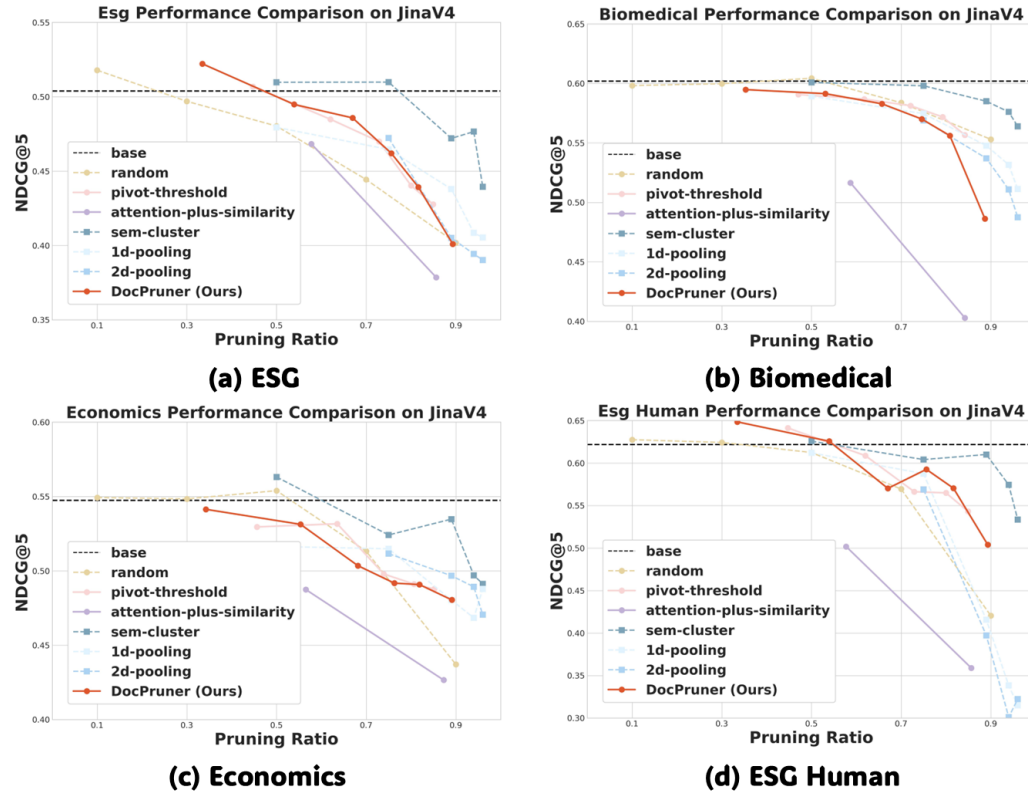 Esg Performance Comparison on JinaV4
0.55
0.50
0.45
0.40
0.35
NDCG@5
base
random
pivot-threshold
attention-plus-similarity
sem-cluster
1d-pooling
2d-pooling
DocPruner (Ours)
0.1 0.3 0.5 0.7 0.9
Pruning Ratio
(a) ESG
Biomedical Performance Comparison on JinaV4
0.65
0.60
0.55
0.50
0.45
0.40
NDCG@5
base
random
pivot-threshold
attention-plus-similarity
sem-cluster
1d-pooling
2d-pooling
DocPruner (Ours)
0.1 0.3 0.5 0.7 0.9
Pruning Ratio
(b) Biomedical
Economics Performance Comparison on JinaV4
0.60
0.55
0.50
0.45
0.40
NDCG@5
base
random
pivot-threshold
attention-plus-similarity
sem-cluster
1d-pooling
2d-pooling
DocPruner (Ours)
0.1 0.3 0.5 0.7 0.9
Pruning Ratio
(c) Economics
Esg Human Performance Comparison on JinaV4
0.65
0.60
0.55
0.50
0.45
0.40
0.35
0.30
NDCG@5
base
random
pivot-threshold
attention-plus-similarity
sem-cluster
1d-pooling
2d-pooling
DocPruner (Ours)
0.1 0.3 0.5 0.7 0.9
Pruning Ratio
(d) ESG Human